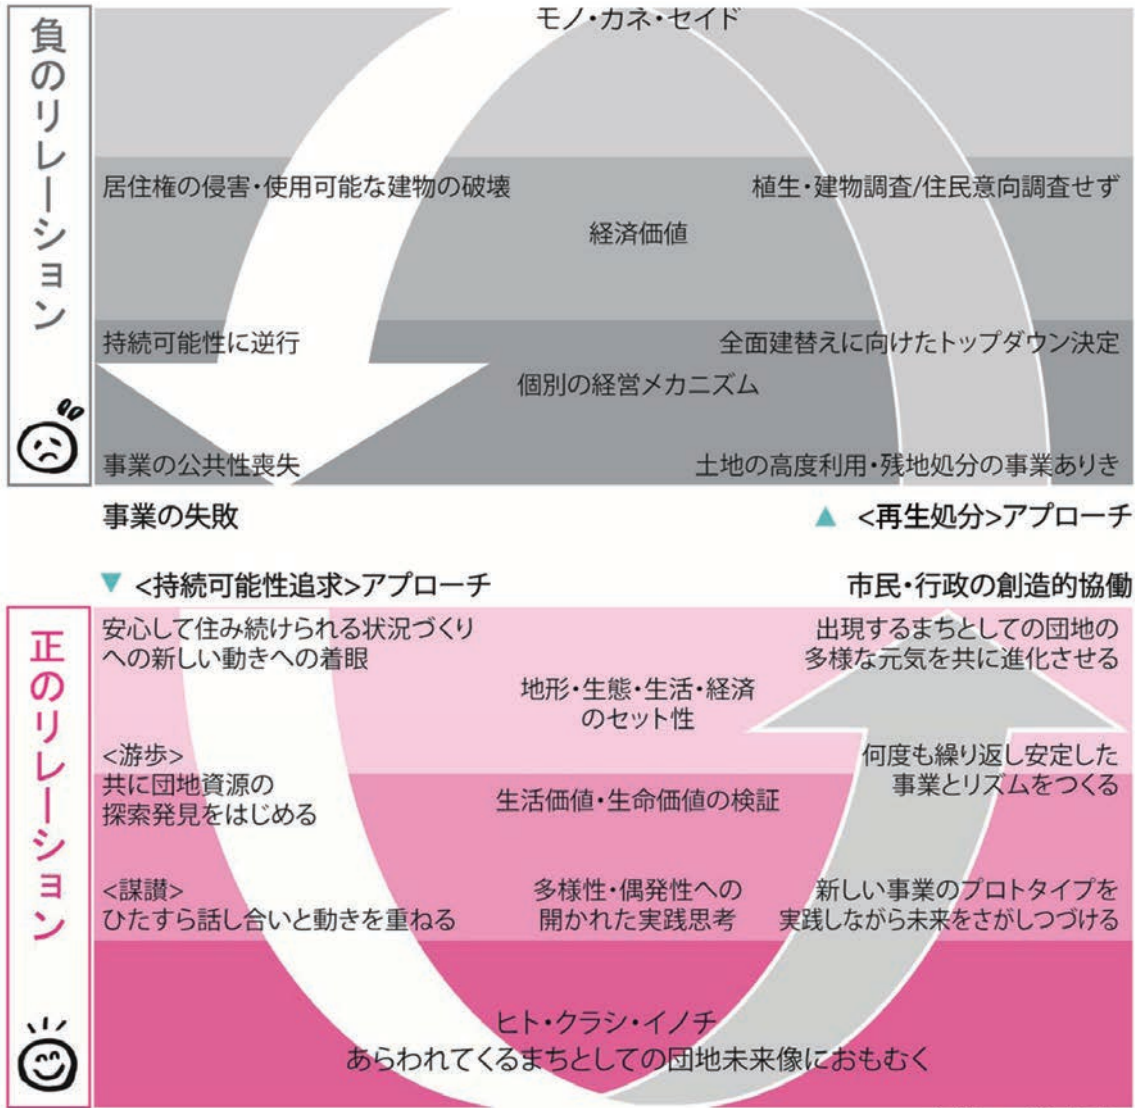 負のリレーション
モノ・カネ・セイド
居住権の侵害・使用可能な建物の破壊
植生・建物調査/住民意向調査せず
経済価値
持続可能性に逆行
全面建替えに向けたトップダウン決定
個別の経営メカニズム
事業の公共性喪失
土地の高度利用・残地処分の事業ありき
事業の失敗
▲ <再生処分>アプローチ
▼ <持続可能性追求>アプローチ
市民・行政の創造的協働
正のリレーション
安心して住み続けられる状況づくり
への新しい動きへの着眼
出現するまちとしての団地の
多様な元気を共に進化させる
地形・生態・生活・経済
のセット性
<游歩>
共に団地資源の
探索発見をはじめる
何度も繰り返し安定した
事業とリズムをつくる
生活価値・生命価値の検証
<謀讃>
ひたすら話し合いと動きを重ねる
多様性・偶発性への
開かれた実践思考
新しい事業のプロトタイプを
実践しながら未来をさがしつづける
ヒト・クラシ・イノチ
あらわれてくるまちとしての団地未来像におもむく